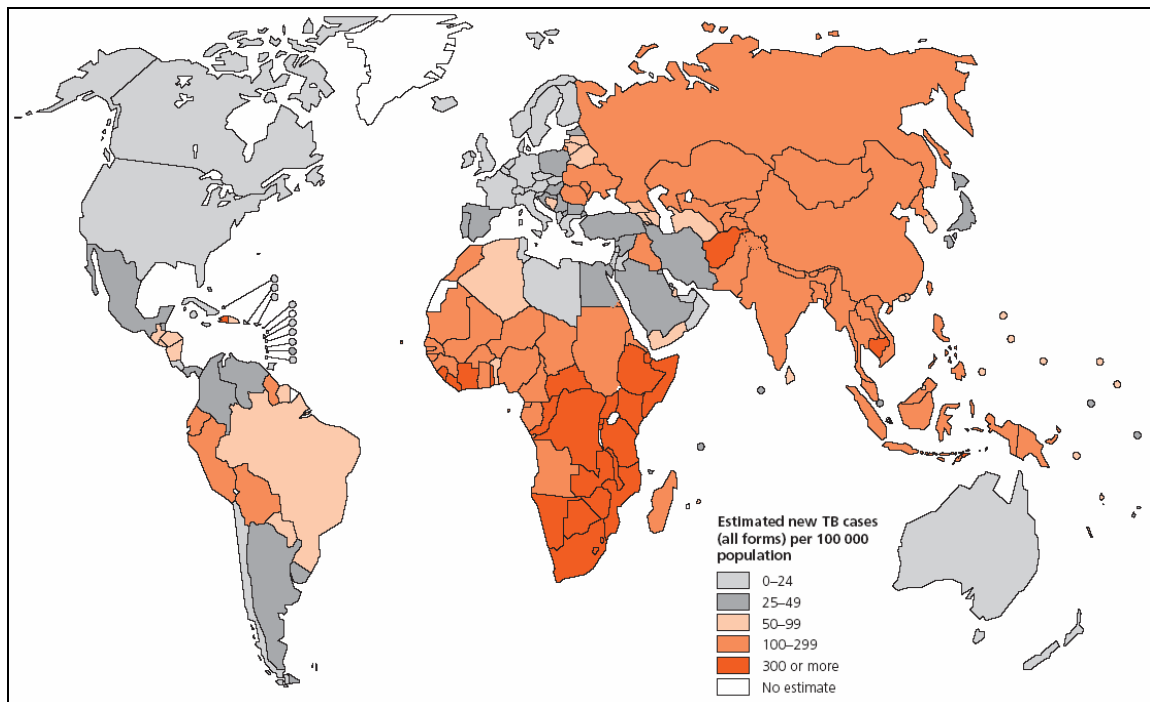 Estimated new TB cases
(all forms) per 100 000
population
0–24
25–49
50–99
100–299
300 or more
No estimate